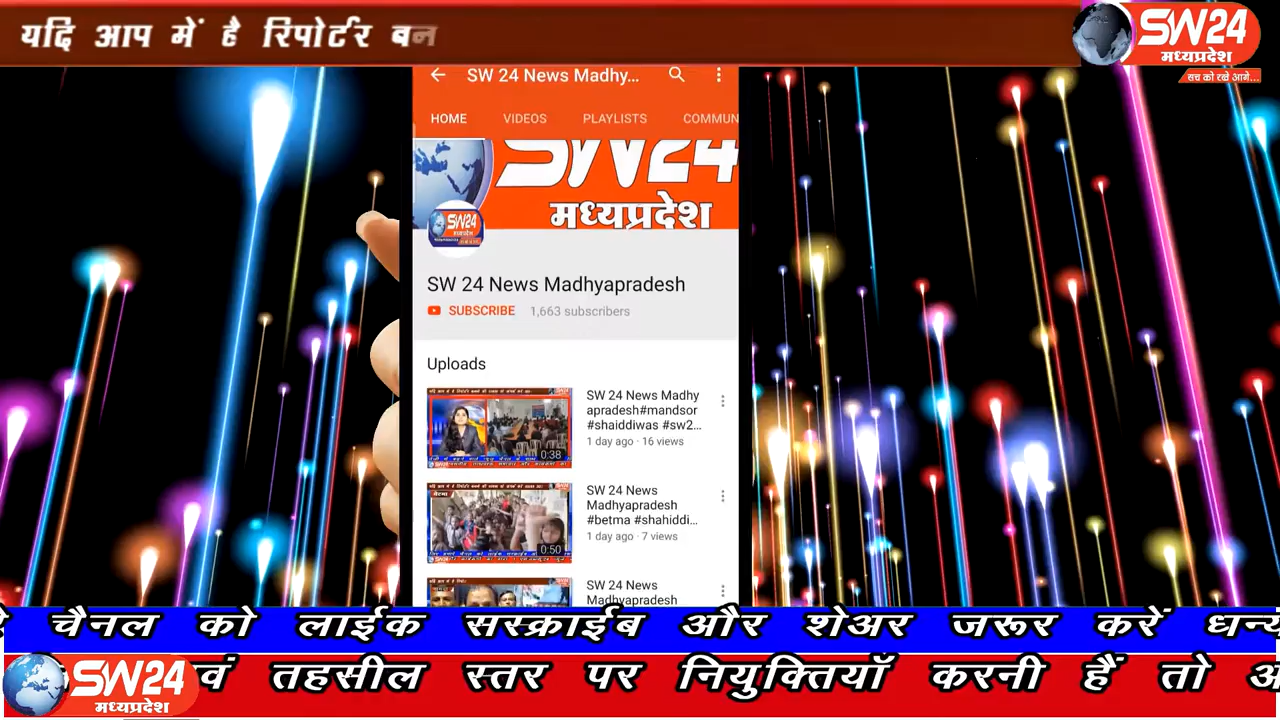 यदि आप में है रिपोर्टर बन
SW24
मध्यप्रदेश
सच को रखे आगे...
SW 24 News Madhy...
HOME VIDEOS PLAYLISTS COMMUN
SW24
मध्यप्रदेश
SW24
SW 24 News Madhyapradesh
SUBSCRIBE 1,663 subscribers
Uploads
SW 24 News Madhy
apradesh#mandsor
#shaiddiwas #sw2...
1 day ago · 16 views
0:38
SW 24 News
Madhyapradesh
#betma #shahiddi...
1 day ago · 7 views
0:50
SW 24 News
Madhyapradesh
चैनल को लाईक सस्क्राईब और शेअर जरूर करें धन्य
वं तहसील स्तर पर नियुक्तियाँ करनी हैं तो
SW24
मध्यप्रदेश